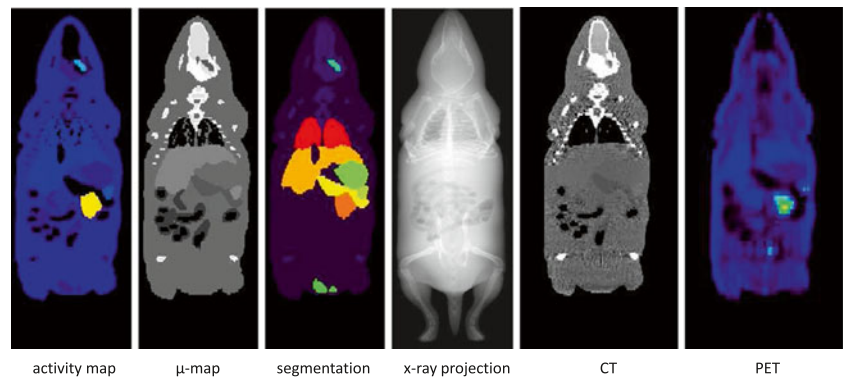 activity map
μ-map
segmentation
x-ray projection
CT
PET